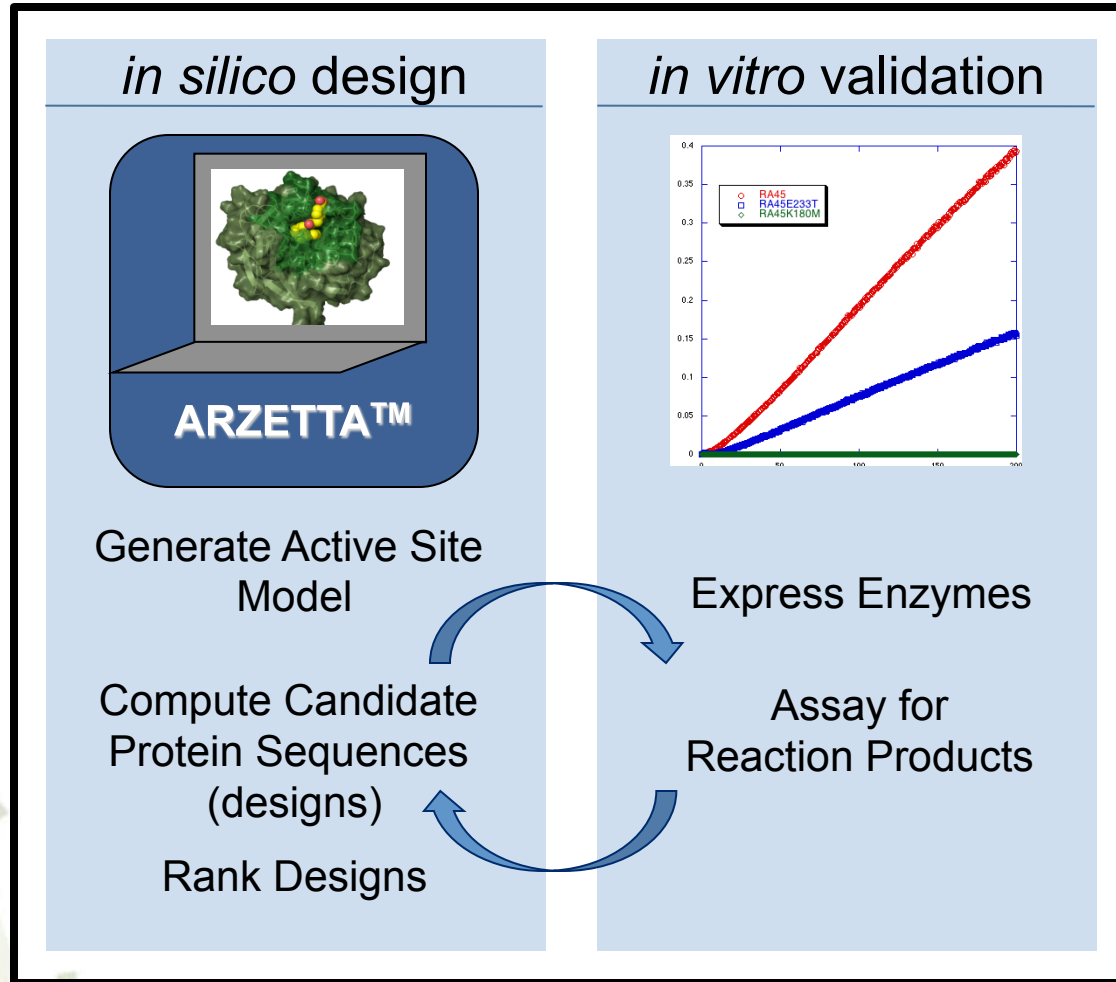 in silico design
ARZETTA™
Generate Active Site
Model
Compute Candidate
Protein Sequences
(designs)
Rank Designs
in vitro validation
0.4
0.35
0.3
0.25
0.2
0.15
0.1
0.05
0
RA45
RA45E233T
RA45K180M
0
50
100
150
200
Express Enzymes
Assay for
Reaction Products